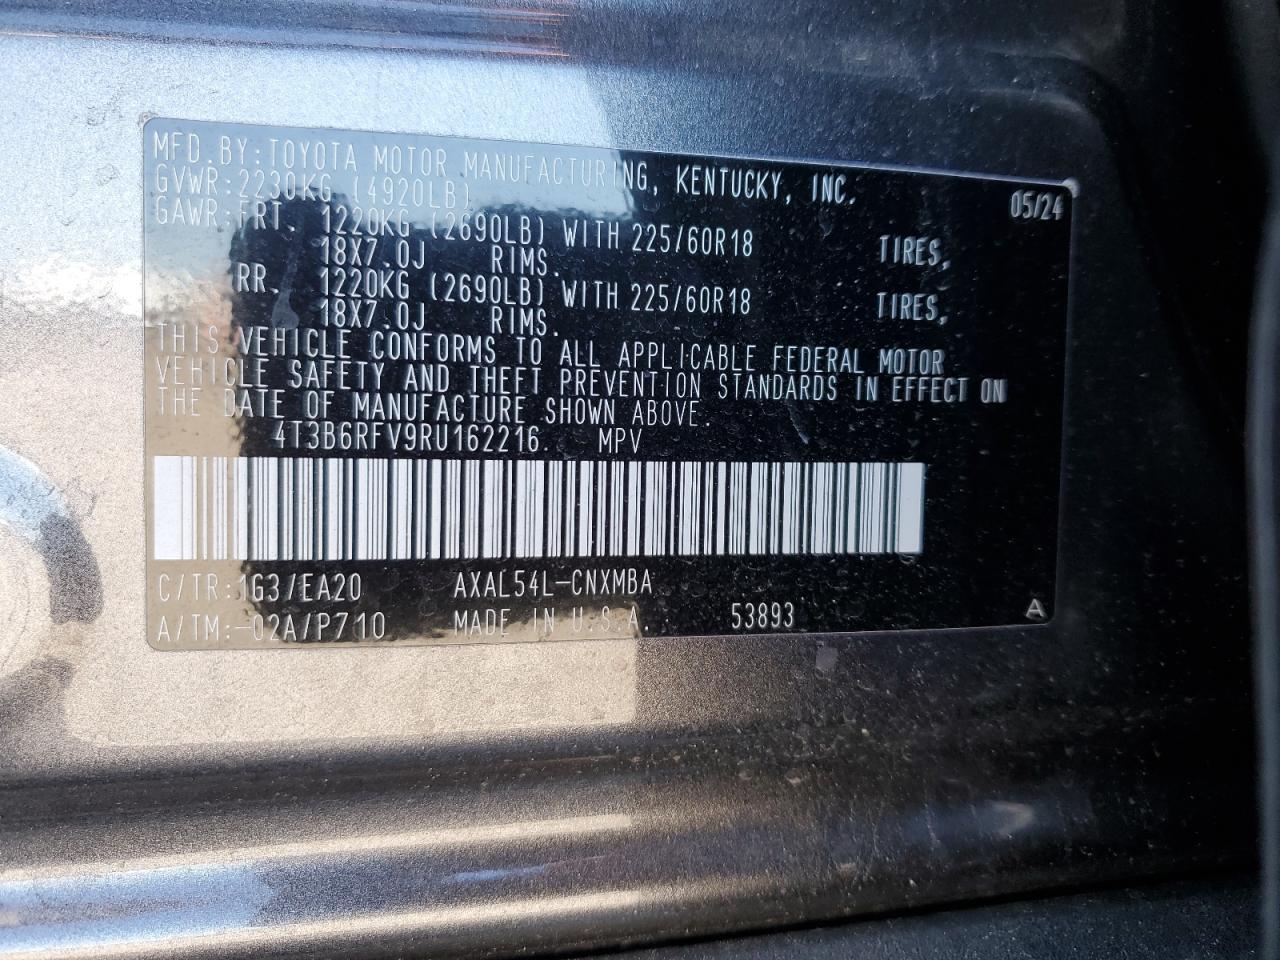 MFD.BY:TOYOTA MOTOR MANUFACTURING, KENTUCKY, INC. 05/24
GVWR:2230KG (4920LB)
GAWR:FRT. 1220KG (2690LB) WITH 225/60R18 TIRES,
18X7.0J RIMS.
RR. 1220KG (2690LB) WITH 225/60R18 TIRES,
18X7.0J RIMS.
THIS VEHICLE CONFORMS TO ALL APPLICABLE FEDERAL MOTOR
VEHICLE SAFETY AND THEFT PREVENTION STANDARDS IN EFFECT ON
THE DATE OF MANUFACTURE SHOWN ABOVE.
4T3B6RFV9RU162216. MPV
C/TR:1G3/EA20 AXAL54L-CNXMBA
A/TM:-02A/P710 MADE IN U.S.A. 53893 A